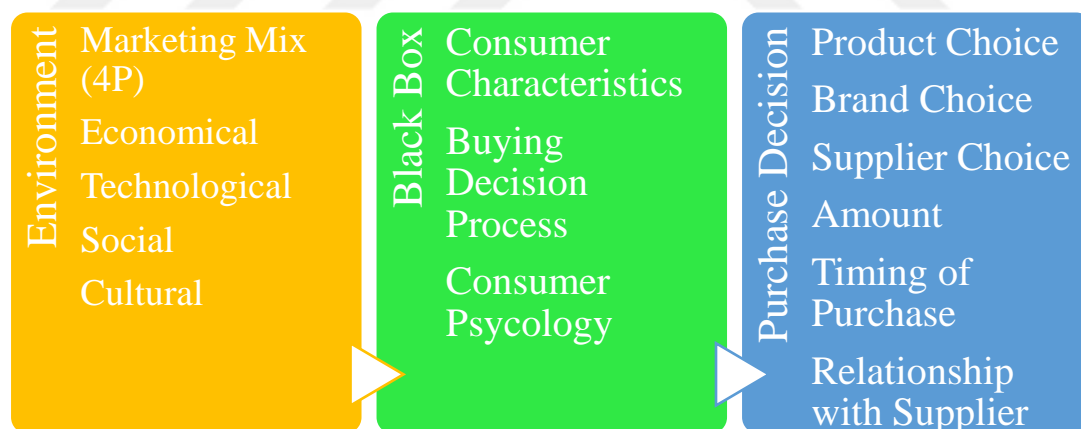 Environment
Marketing Mix
(4P)
Economical
Technological
Social
Cultural
Black Box
Consumer
Characteristics
Buying
Decision
Process
Consumer
Psycology
Purchase Decision
Product Choice
Brand Choice
Supplier Choice
Amount
Timing of
Purchase
Relationship
with Supplier